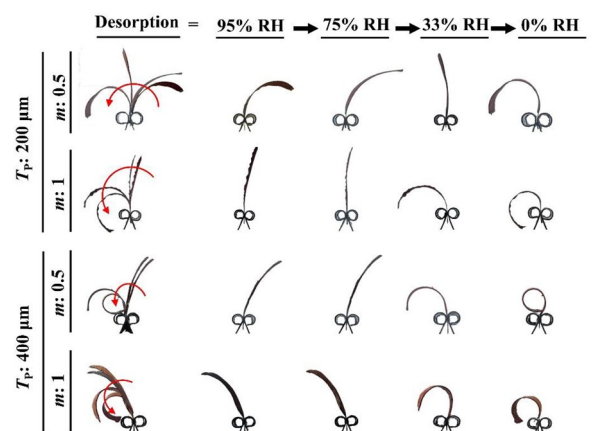 Desorption = 95% RH → 75% RH → 33% RH → 0% RH
Tₚ: 200 μm
m: 0.5
m: 1
Tₚ: 400 μm
m: 0.5
m: 1